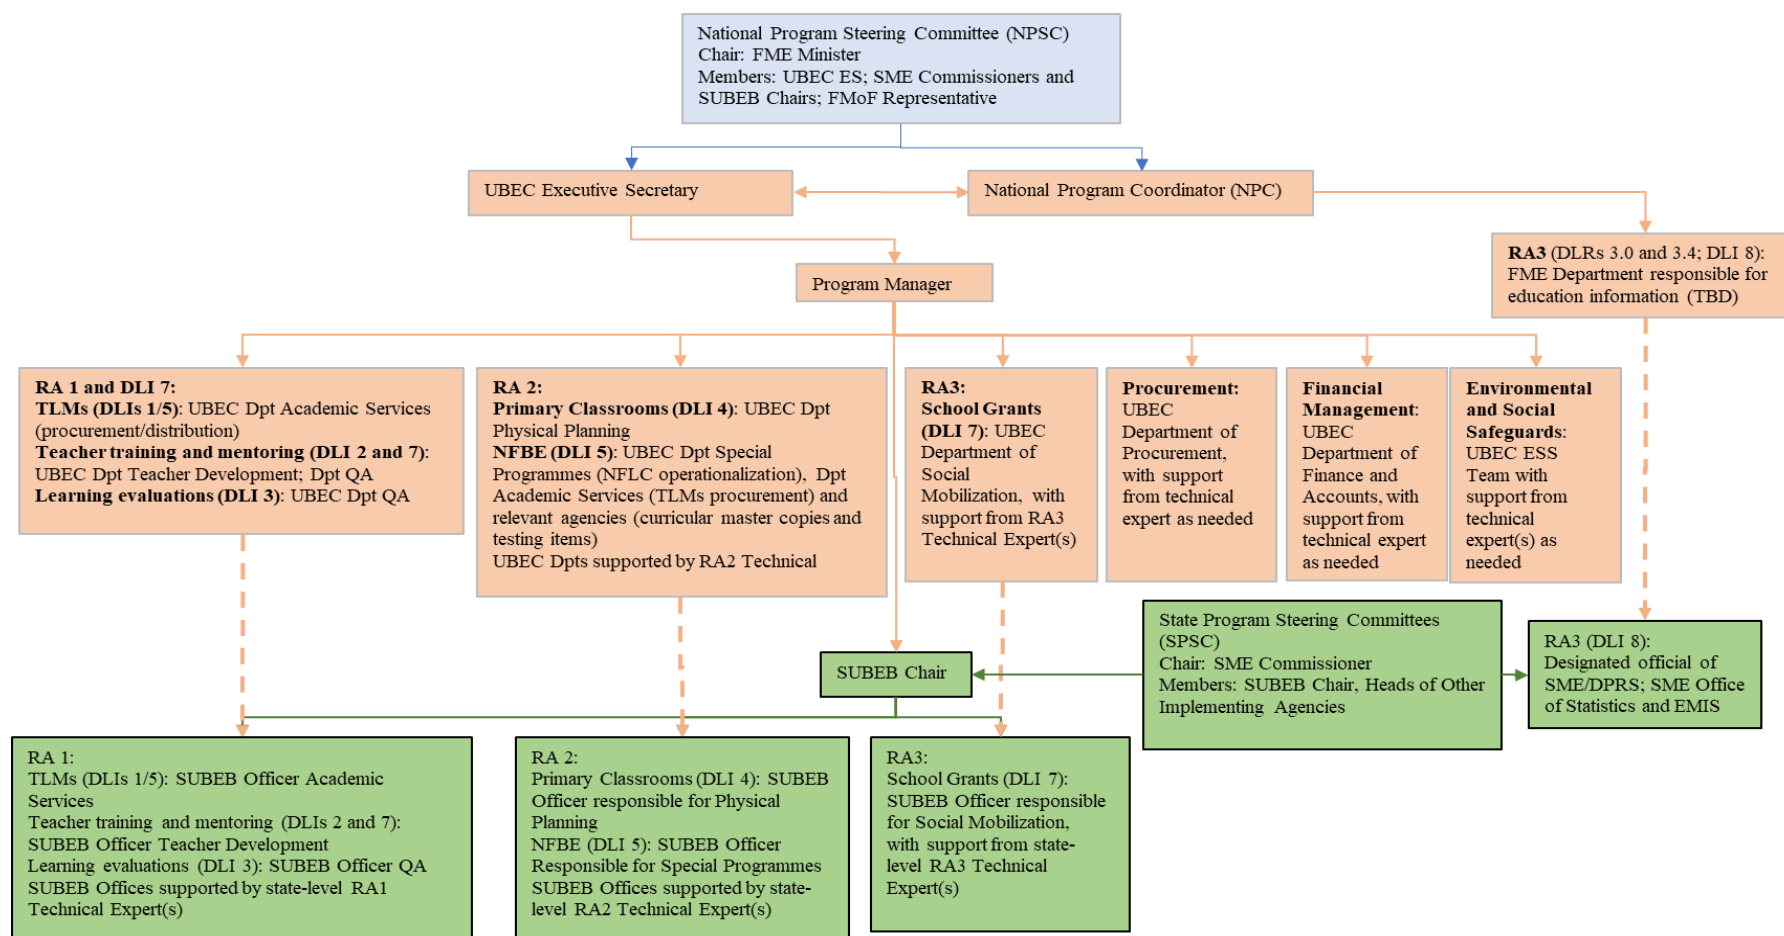 National Program Steering Committee (NPSC)
Chair: FME Minister
Members: UBEC ES; SME Commissioners and
SUBEB Chairs; FMoF Representative
UBEC Executive Secretary
National Program Coordinator (NPC)
RA3 (DLRs 3.0 and 3.4; DLI 8):
FME Department responsible for
education information (TBD)
Program Manager
RA 1 and DLI 7:
TLMs (DLIs 1/5): UBEC Dpt Academic Services
(procurement/distribution)
Teacher training and mentoring (DLI 2 and 7):
UBEC Dpt Teacher Development; Dpt QA
Learning evaluations (DLI 3): UBEC Dpt QA
RA 2:
Primary Classrooms (DLI 4): UBEC Dpt
Physical Planning
NFBE (DLI 5): UBEC Dpt Special
Programmes (NFLC operationalization), Dpt
Academic Services (TLMs procurement) and
relevant agencies (curricular master copies and
testing items)
UBEC Dpts supported by RA2 Technical
RA3:
School Grants
(DLI 7): UBEC
Department of
Social
Mobilization, with
support from RA3
Technical Expert(s)
Procurement:
UBEC
Department of
Procurement,
with support
from technical
expert as needed
Financial
Management:
UBEC
Department of
Finance and
Accounts, with
support from
technical expert
as needed
Environmental
and Social
Safeguards:
UBEC ESS
Team with
support from
technical
expert(s) as
needed
State Program Steering Committees
(SPSC)
Chair: SME Commissioner
Members: SUBEB Chair, Heads of Other
Implementing Agencies
RA3 (DLI 8):
Designated official of
SME/DPRS; SME Office
of Statistics and EMIS
SUBEB Chair
RA 1:
TLMs (DLIs 1/5): SUBEB Officer Academic
Services
Teacher training and mentoring (DLIs 2 and 7):
SUBEB Officer Teacher Development
Learning evaluations (DLI 3): SUBEB Officer QA
SUBEB Offices supported by state-level RA1
Technical Expert(s)
RA 2:
Primary Classrooms (DLI 4): SUBEB
Officer responsible for Physical
Planning
NFBE (DLI 5): SUBEB Officer
Responsible for Special Programmes
SUBEB Offices supported by state-
level RA2 Technical Expert(s)
RA3:
School Grants (DLI 7):
SUBEB Officer responsible
for Social Mobilization,
with support from state-
level RA3 Technical
Expert(s)